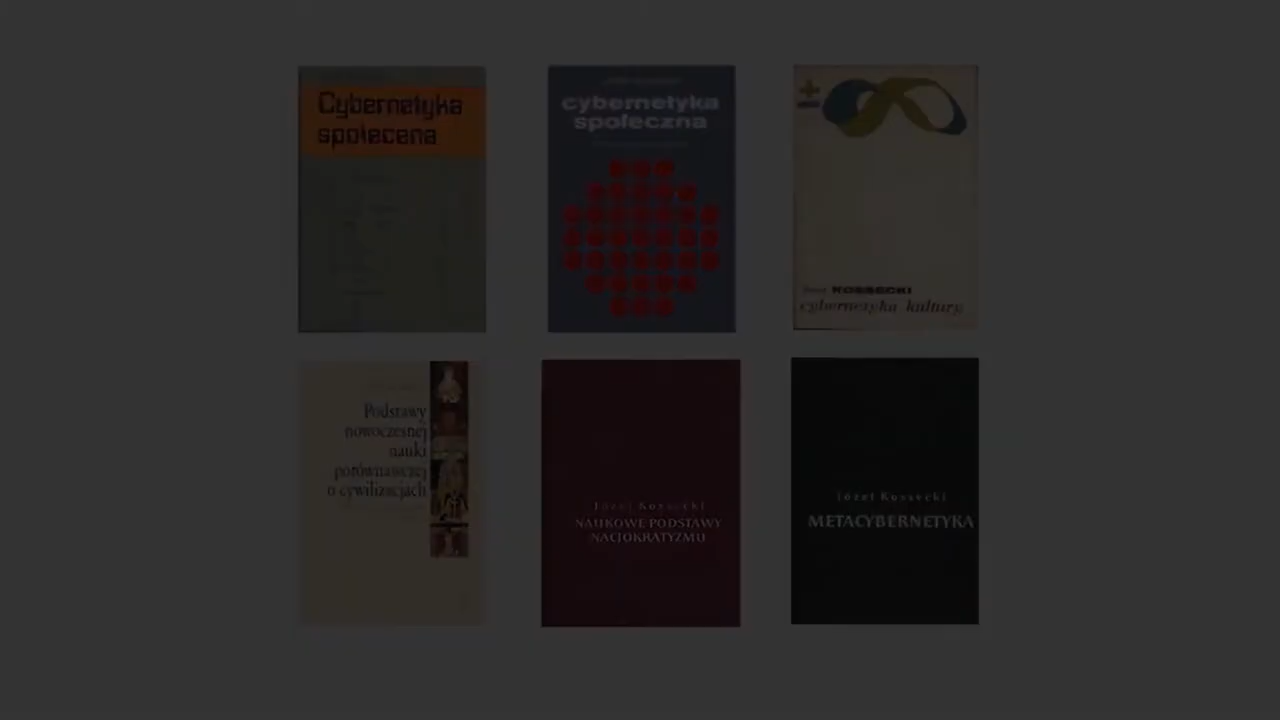 Cybernetyka
społeczna
cybernetyka
społeczna
KOSSECKI
cybernetyka kultury
Podstawy
nowoczesnej
nauki
porównawczej
o cywilizacjach
Józef Kossecki
NAUKOWE PODSTAWY
NACJOKRATYZMU
Józef Kossecki
METACYBERNETYKA